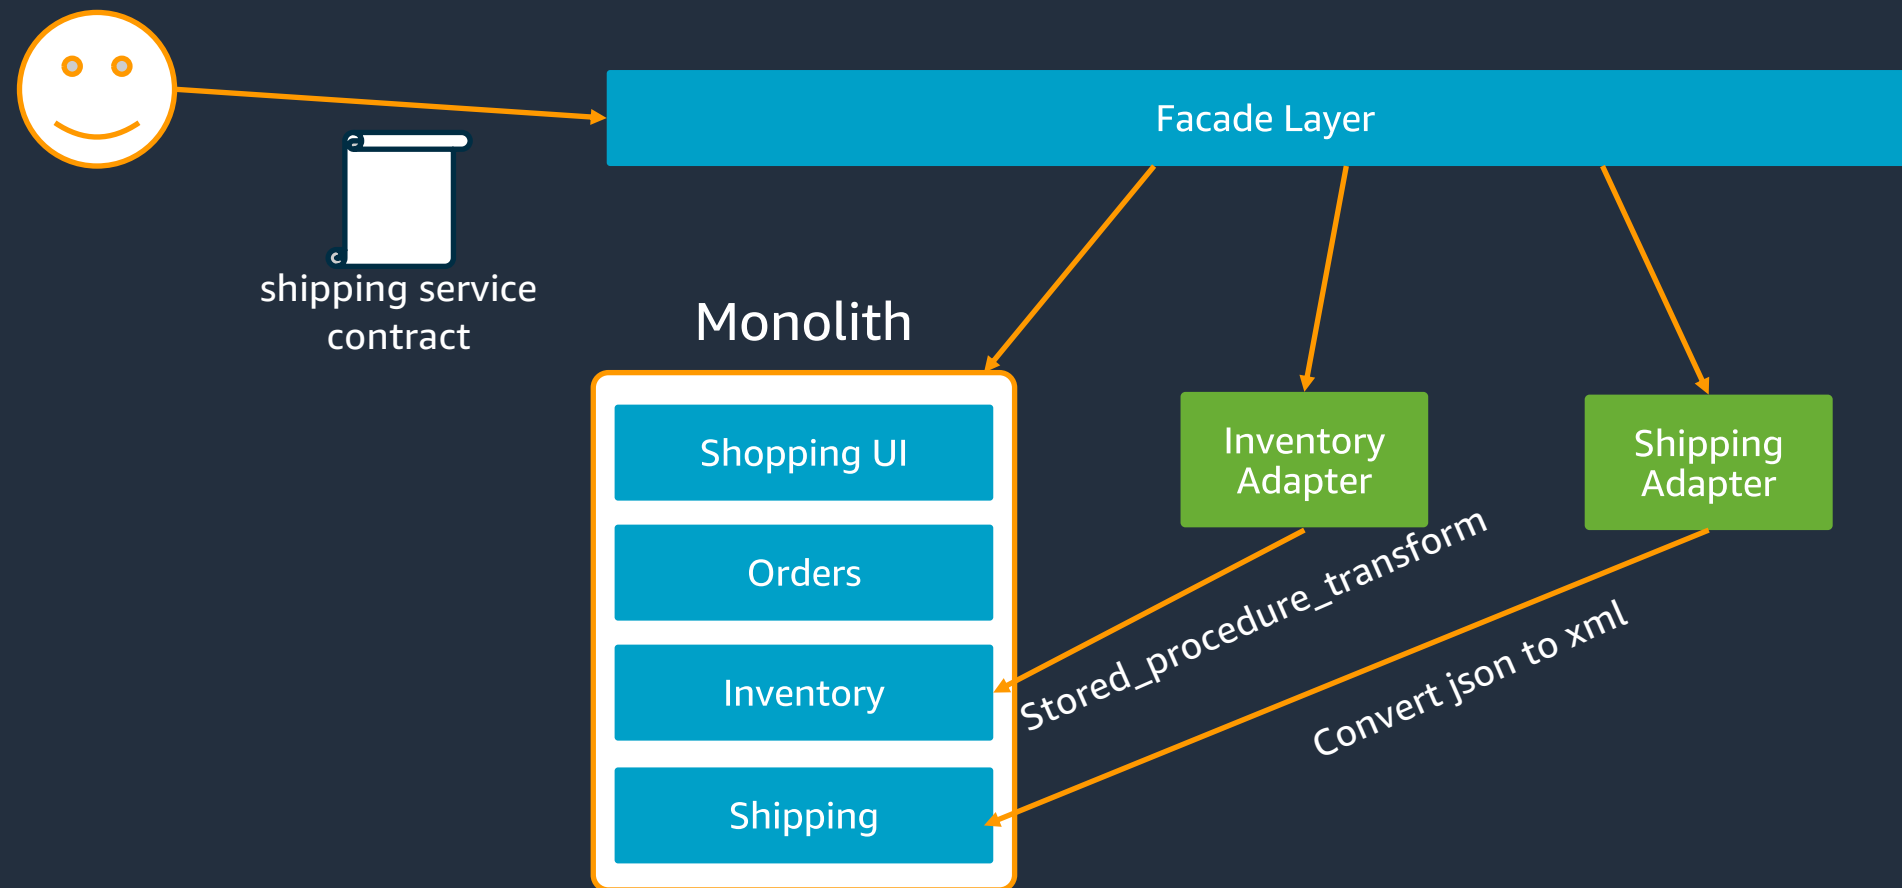 Facade Layer
shipping service
contract
Monolith
Shopping UI
Orders
Inventory
Shipping
Inventory
Adapter
Shipping
Adapter
Stored_procedure_transform
Convert json to xml